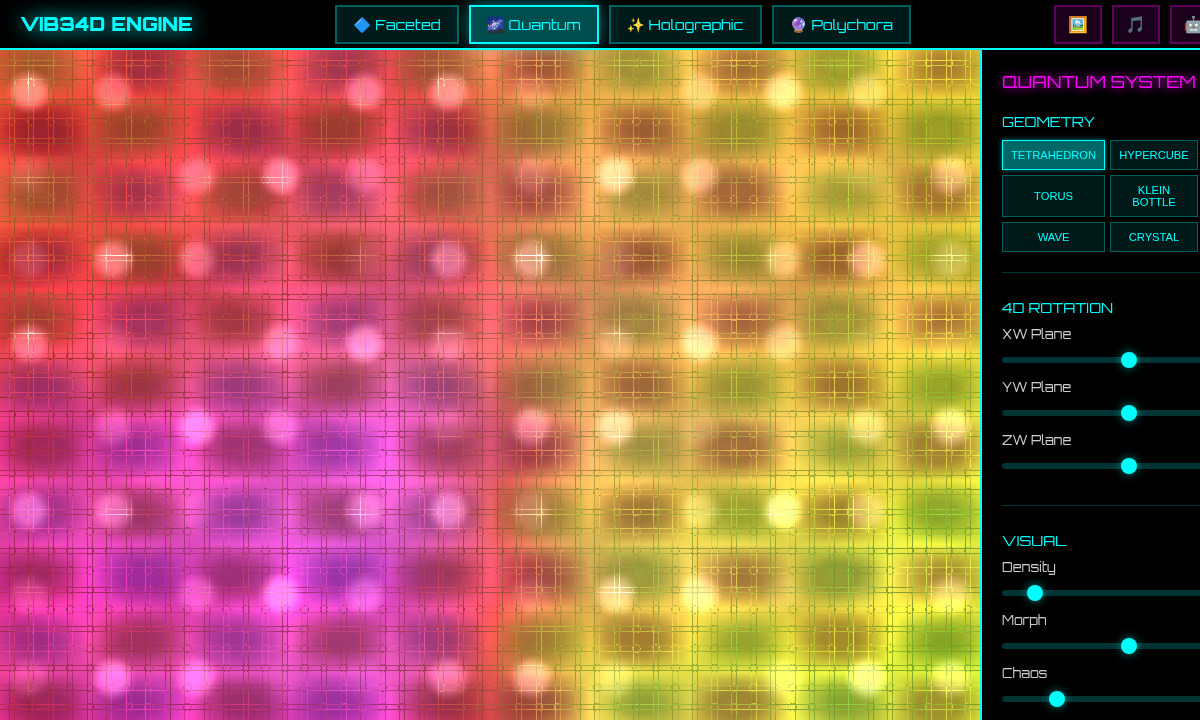 VIB34D ENGINE
Faceted
Quantum
Holographic
Polychora
QUANTUM SYSTEM
GEOMETRY
TETRAHEDRON
HYPERCUBE
TORUS
KLEIN
BOTTLE
WAVE
CRYSTAL
4D ROTATION
XW Plane
YW Plane
ZW Plane
VISUAL
Density
Morph
Chaos